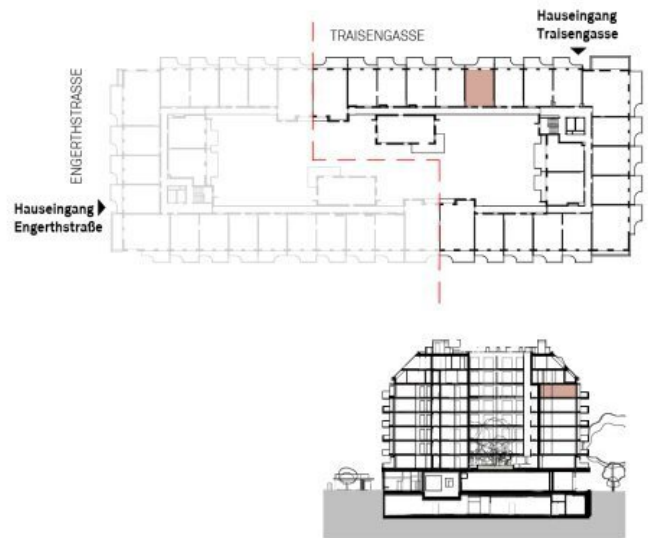 Hauseingang
Traisengasse
TRAISENGASSE
ENGERTHSTRASSE
Hauseingang
Engerthstraße